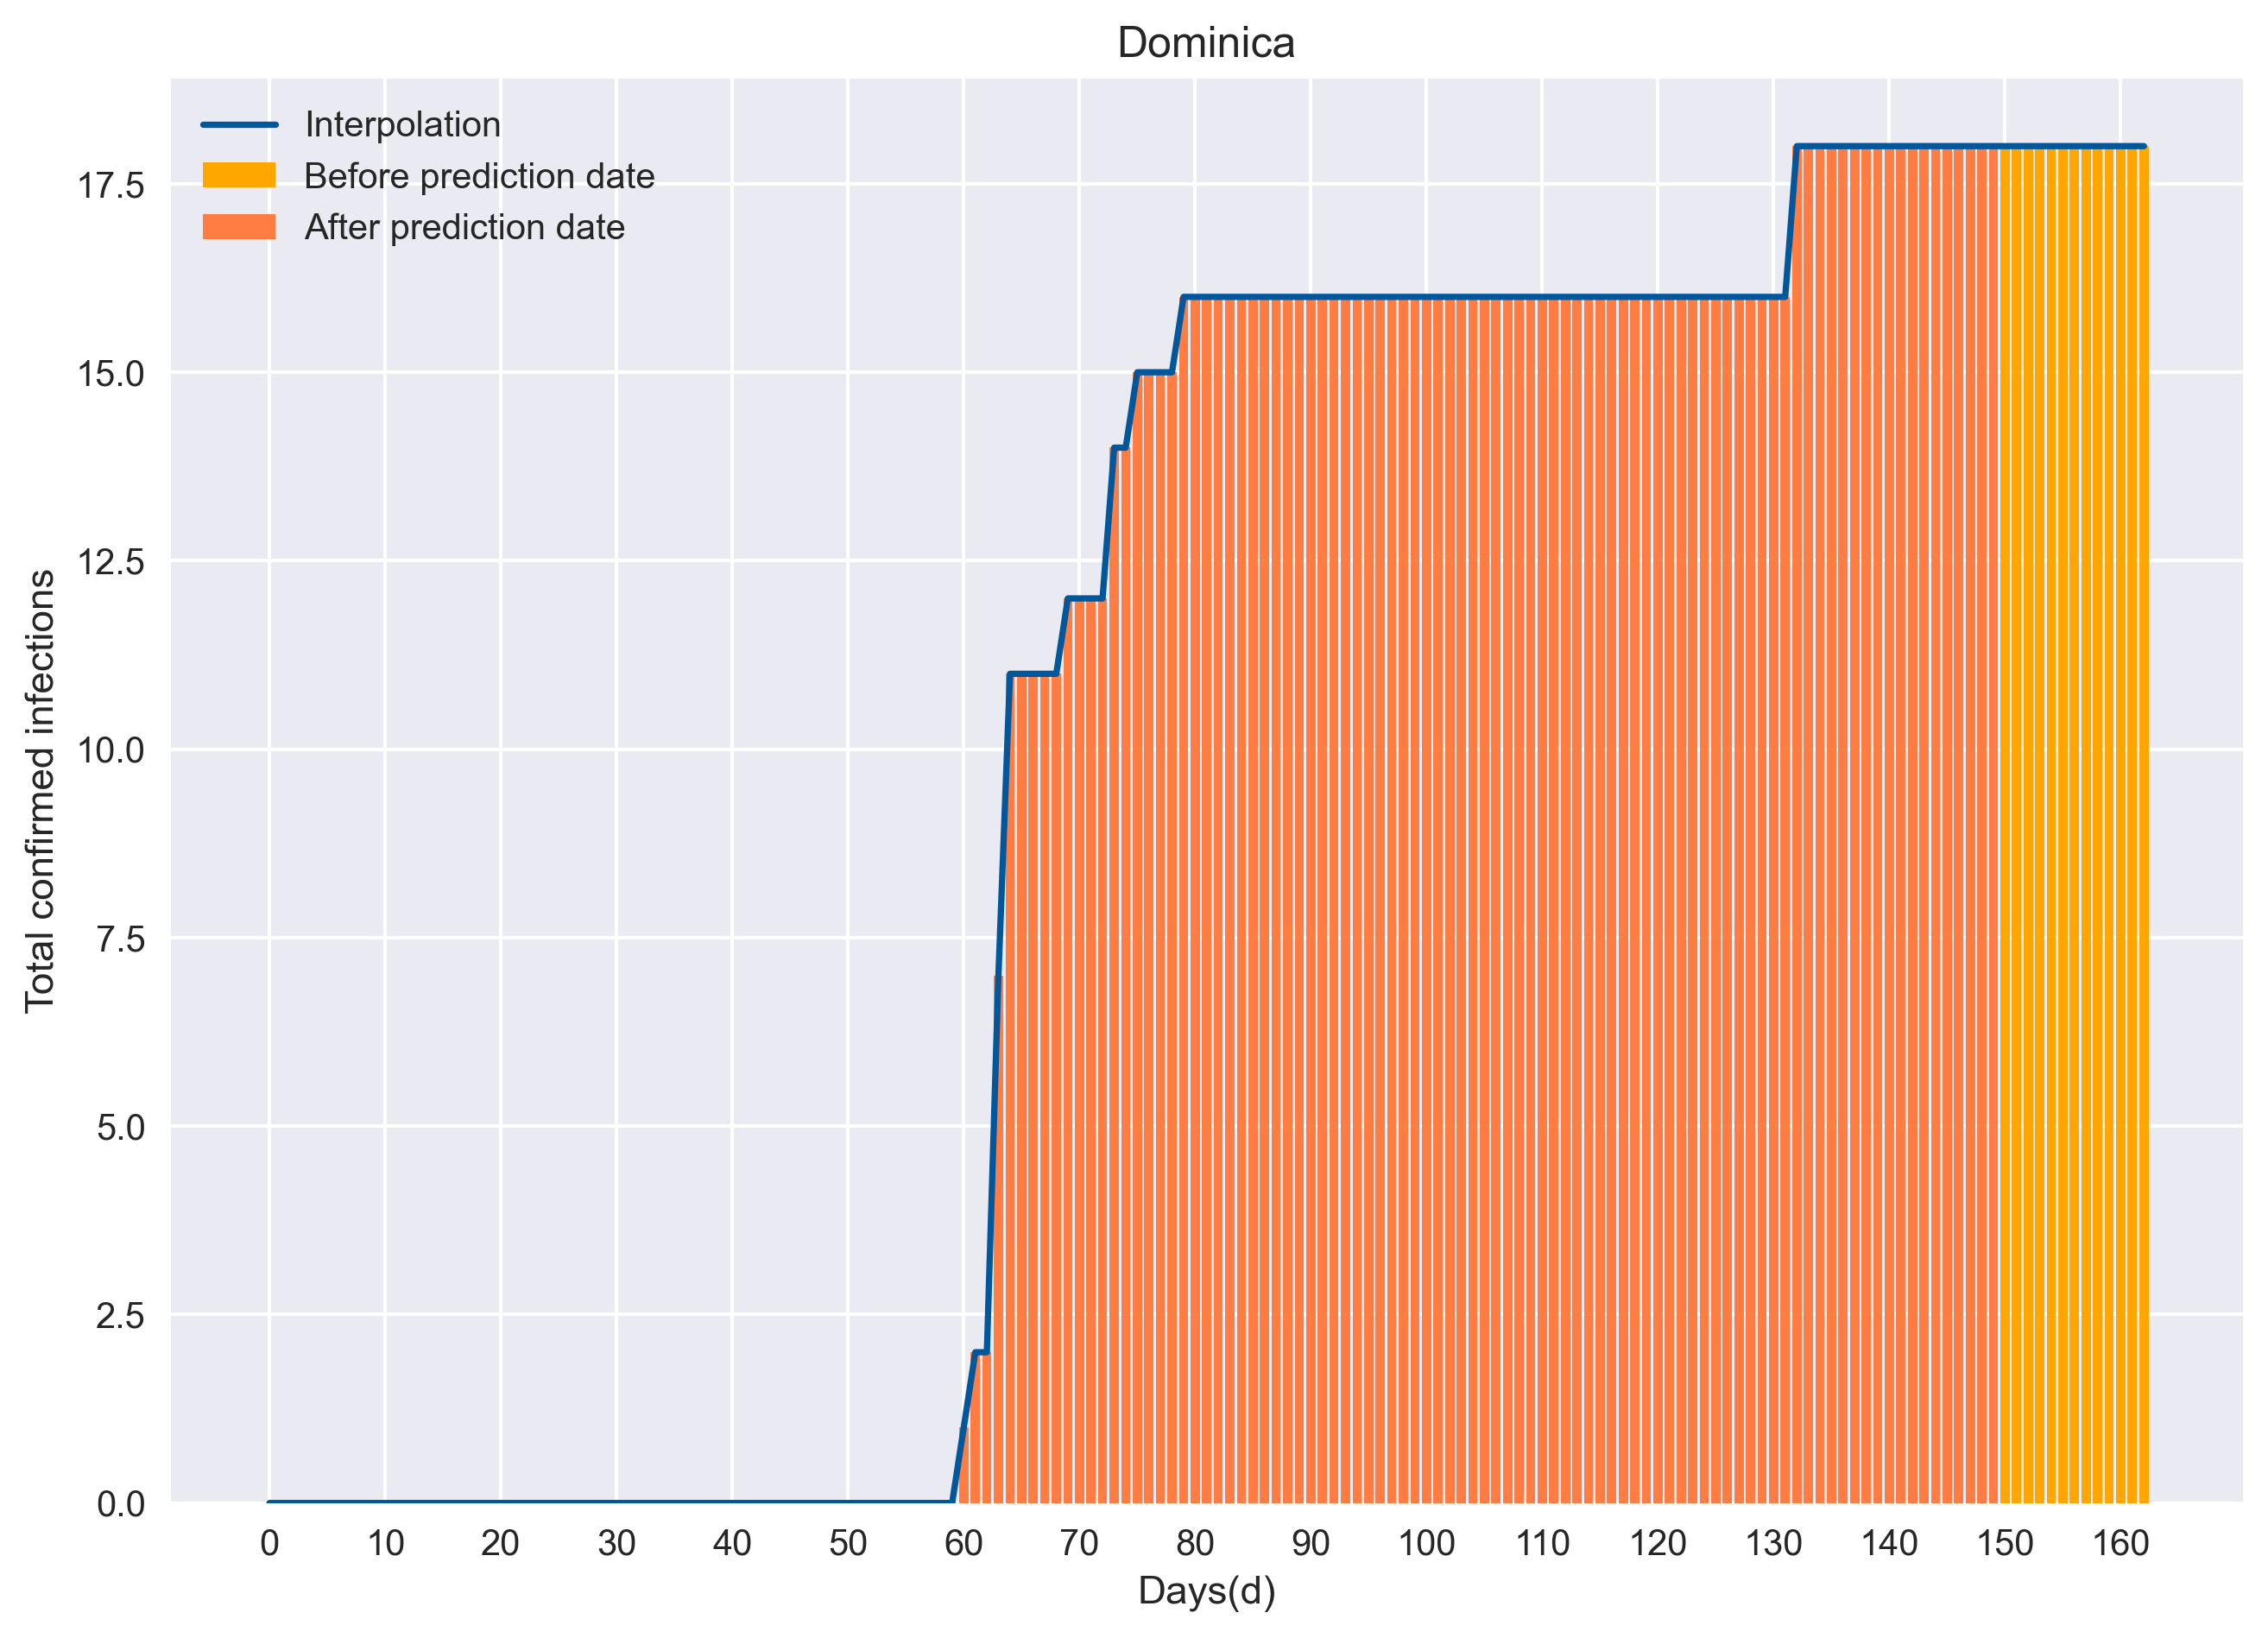 Dominica
Interpolation
Before prediction date
After prediction date
17.5
15.0
12.5
10.0
7.5
5.0
2.5
0.0
Total confirmed infections
0 10 20 30 40 50 60 70 80 90 100 110 120 130 140 150 160
Days(d)